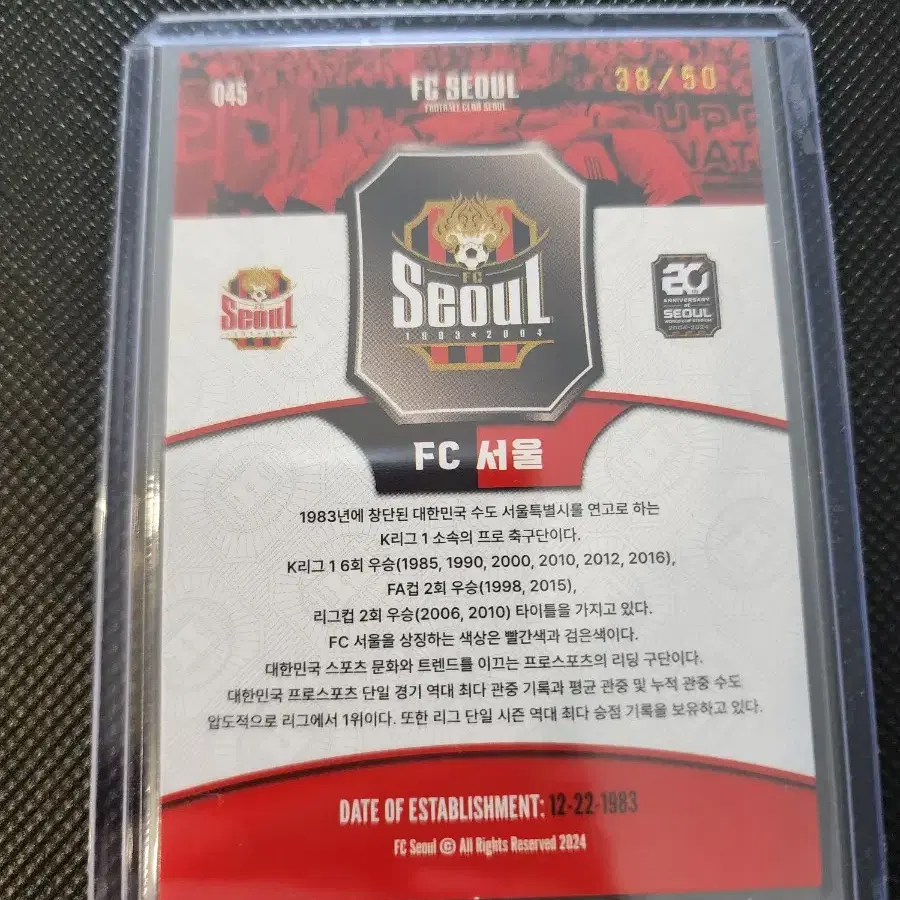 045
FC SEOUL
FOOTBALL CLUB SEOUL
38/50
UPP
NAT
FC
Seoul
1983★2004
Seoul
20
ANNIVERSARY
SEOUL
2004-2024
FC 서울
1983년에 창단된 대한민국 수도 서울특별시를 연고로 하는
K리그 1 소속의 프로 축구단이다.
K리그 1 6회 우승(1985, 1990, 2000, 2010, 2012, 2016),
FA컵 2회 우승(1998, 2015),
리그컵 2회 우승(2006, 2010) 타이틀을 가지고 있다.
FC 서울을 상징하는 색상은 빨간색과 검은색이다.
대한민국 스포츠 문화와 트렌드를 이끄는 프로스포츠의 리딩 구단이다.
대한민국 프로스포츠 단일 경기 역대 최다 관중 기록과 평균 관중 및 누적 관중 수도
압도적으로 리그에서 1위이다. 또한 리그 단일 시즌 역대 최다 승점 기록을 보유하고 있다.
DATE OF ESTABLISHMENT: 12-22-1983
FC Seoul © All Rights Reserved 2024